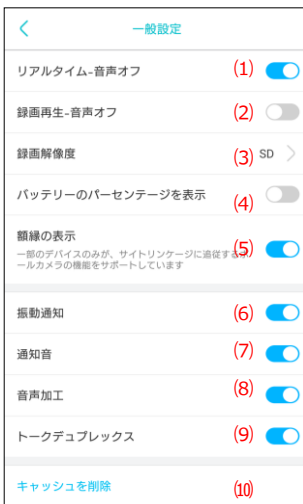 一般設定
リアルタイム-音声オフ (1)
録画再生-音声オフ (2)
録画解像度 (3) SD
バッテリーのパーセンテージを表示 (4)
額縁の表示 (5)
一部のデバイスのみが、サイトリンケージに追従する
ールカメラの機能をサポートしています
振動通知 (6)
通知音 (7)
音声加工 (8)
トークデュプレックス (9)
キャッシュを削除 (10)